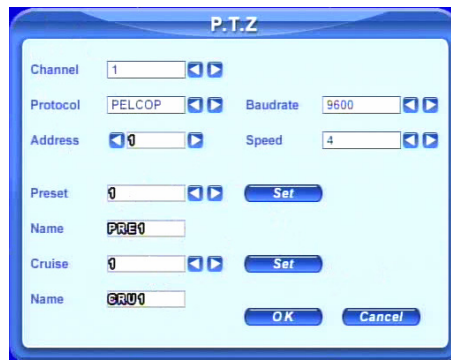 P.T.Z
Channel 1
Protocol PELCOP Baudrate 9600
Address 1 Speed 4
Preset 1 Set
Name PRE1
Cruise 1 Set
Name CRU1
OK Cancel